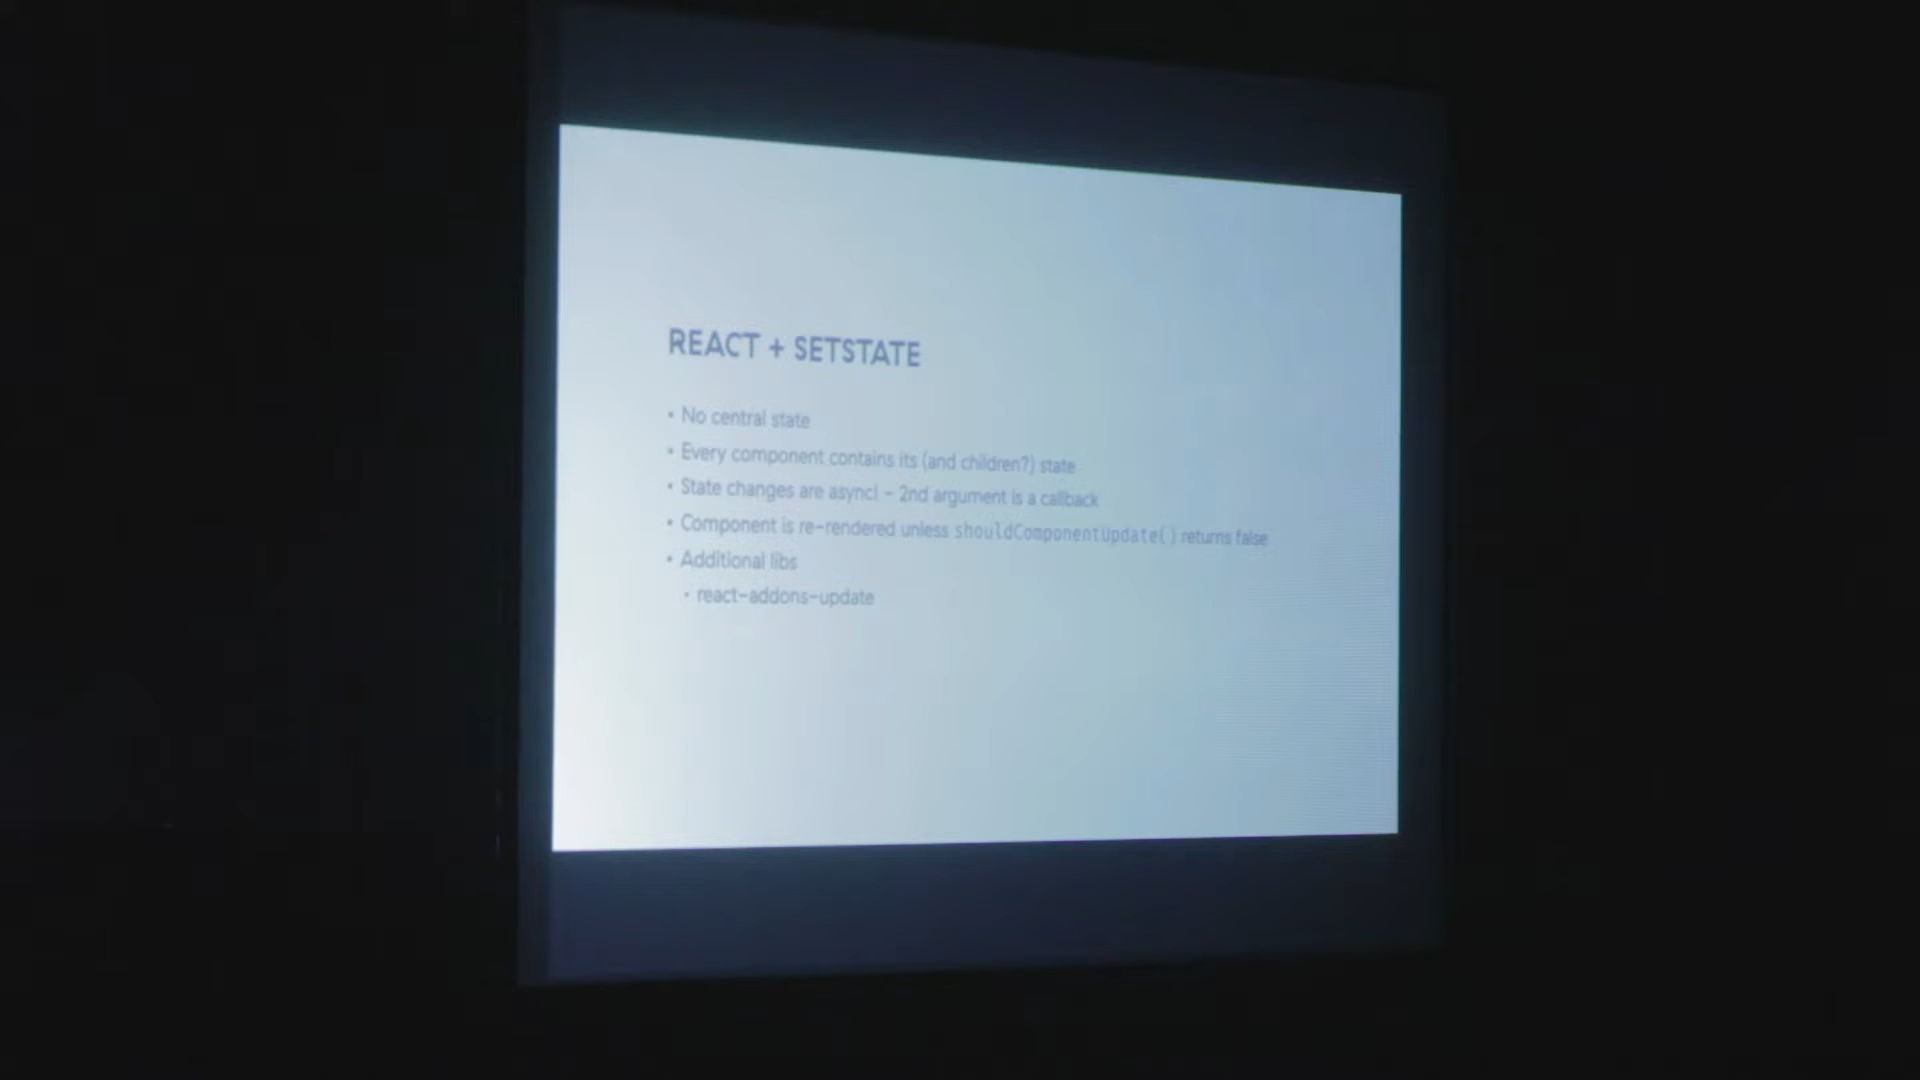 REACT + SETSTATE
• No central state
• Every component contains its (and children?) state
• State changes are async! - 2nd argument is a callback
• Component is re-rendered unless shouldComponentUpdate() returns false
• Additional libs
• react-addons-update